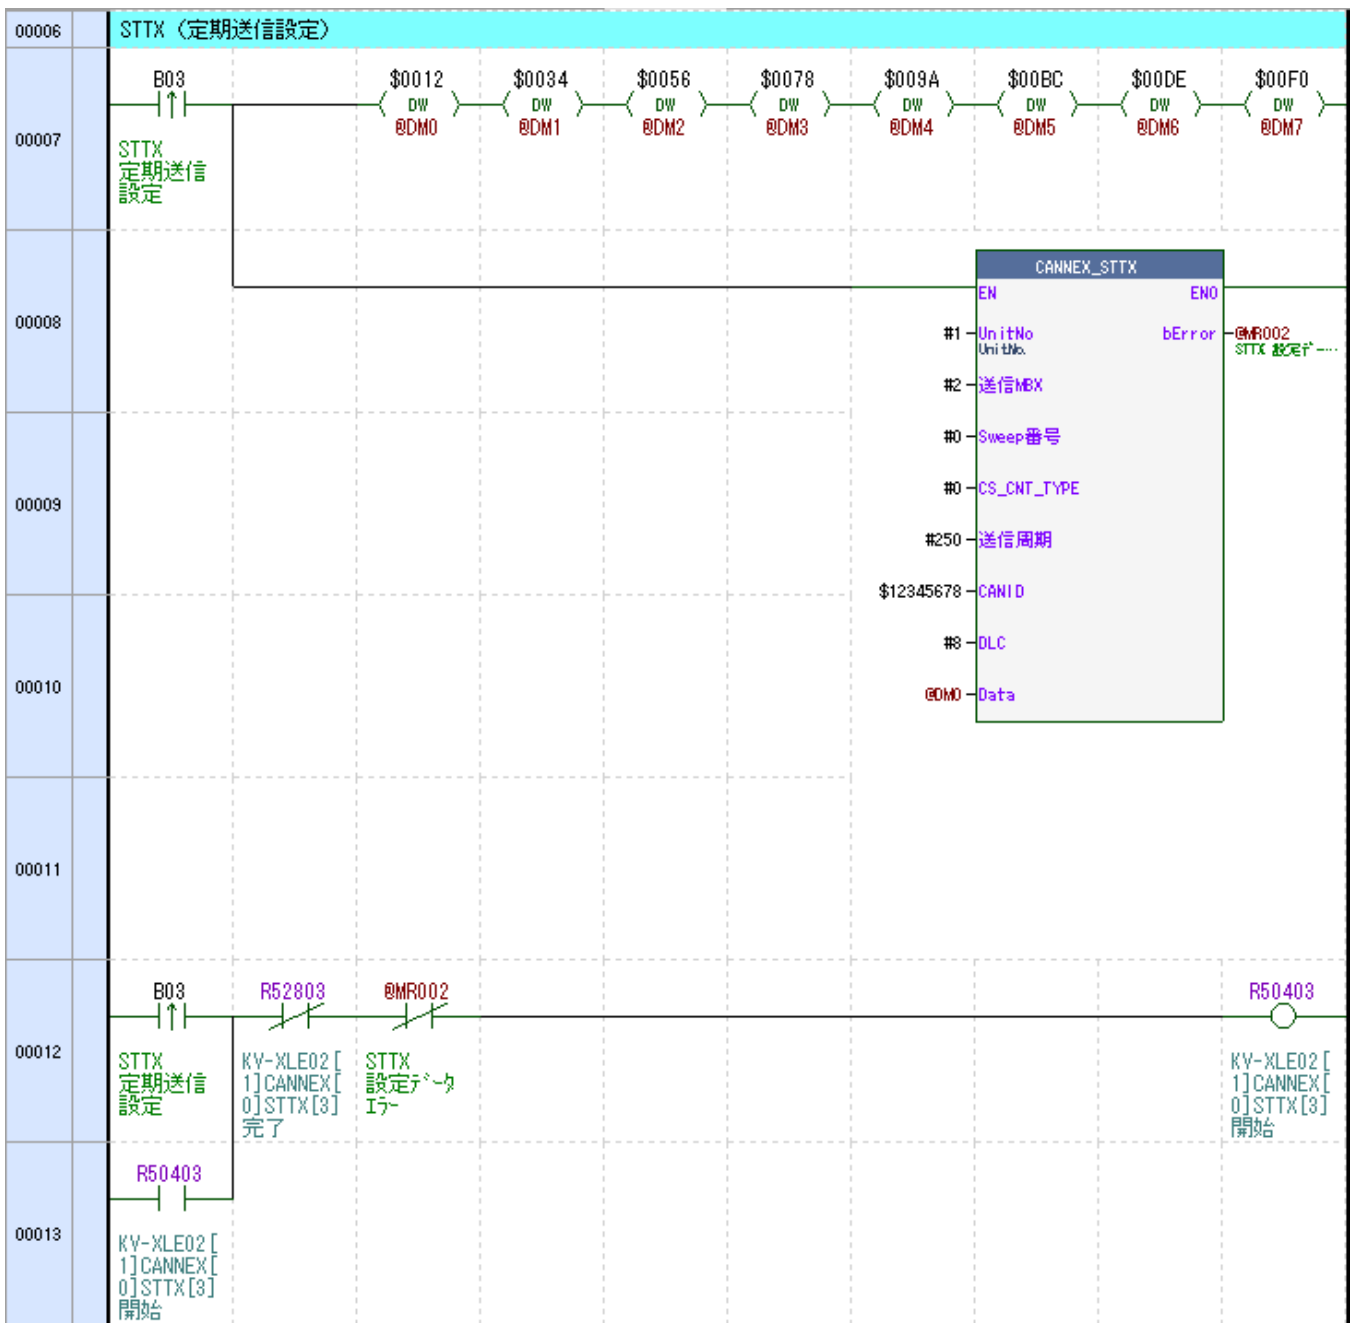 00006 STTX（定期送信設定）
B03 $0012 $0034 $0056 $0078 $009A $00BC $00DE $00F0
DW DW DW DW DW DW DW DW
@DM0 @DM1 @DM2 @DM3 @DM4 @DM5 @DM6 @DM7
00007
STTX
定期送信
設定
CANNEX_STTX
EN ENO
00008
#1 UnitNo bError @MR002
UnitNo. STTX 設定ﾃﾞｰ…
#2 送信MBX
#0 Sweep番号
#0 CS_CNT_TYPE
00009
#250 送信周期
$12345678 CANID
#8 DLC
00010
@DM0 Data
00011
B03 R52803 @MR002 R50403
00012
STTX
定期送信
設定
KV-XLE02[
1]CANNEX[
0]STTX[3]
完了
STTX
設定ﾃﾞｰﾀ
ｴﾗｰ
KV-XLE02[
1]CANNEX[
0]STTX[3]
開始
R50403
00013
KV-XLE02[
1]CANNEX[
0]STTX[3]
開始